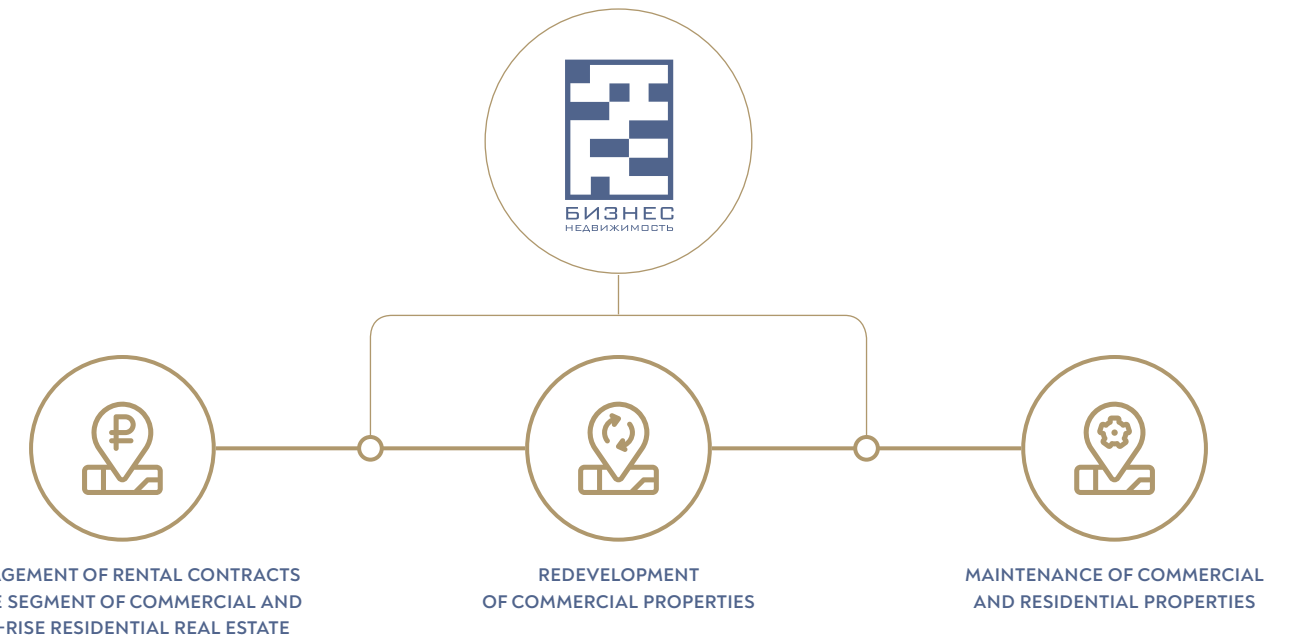 БИЗНЕС
НЕДВИЖИМОСТЬ
AGEMENT OF RENTAL CONTRACTS
SEGMENT OF COMMERCIAL AND
-RISE RESIDENTIAL REAL ESTATE
REDEVELOPMENT
OF COMMERCIAL PROPERTIES
MAINTENANCE OF COMMERCIAL
AND RESIDENTIAL PROPERTIES